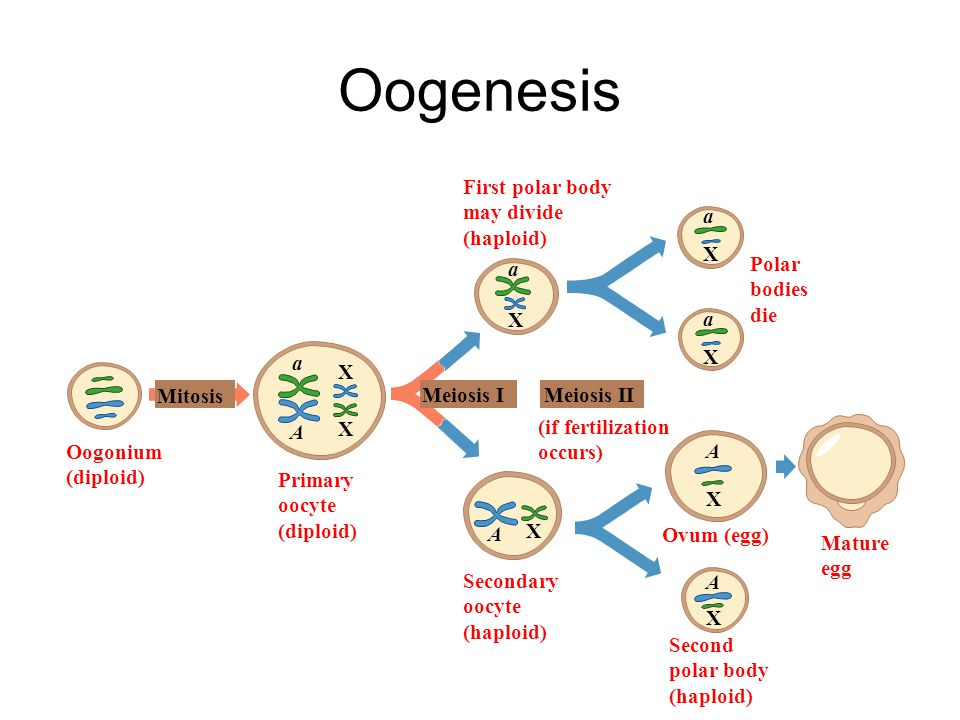 Oogenesis
First polar body
may divide
(haploid)
a
X
a
X
Polar
bodies
die
a
X
Mitosis
a
X
A
X
Meiosis I
Meiosis II
(if fertilization
occurs)
Oogonium
(diploid)
Primary
oocyte
(diploid)
A
X
Secondary
oocyte
(haploid)
A
X
Ovum (egg)
Mature
egg
A
X
Second
polar body
(haploid)